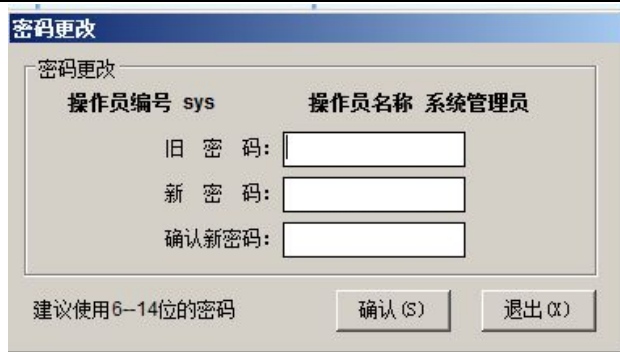 密码更改
密码更改
操作员编号 sys 操作员名称 系统管理员
旧 密 码:
新 密 码:
确认新密码:
建议使用6--14位的密码 确认(S) 退出(X)